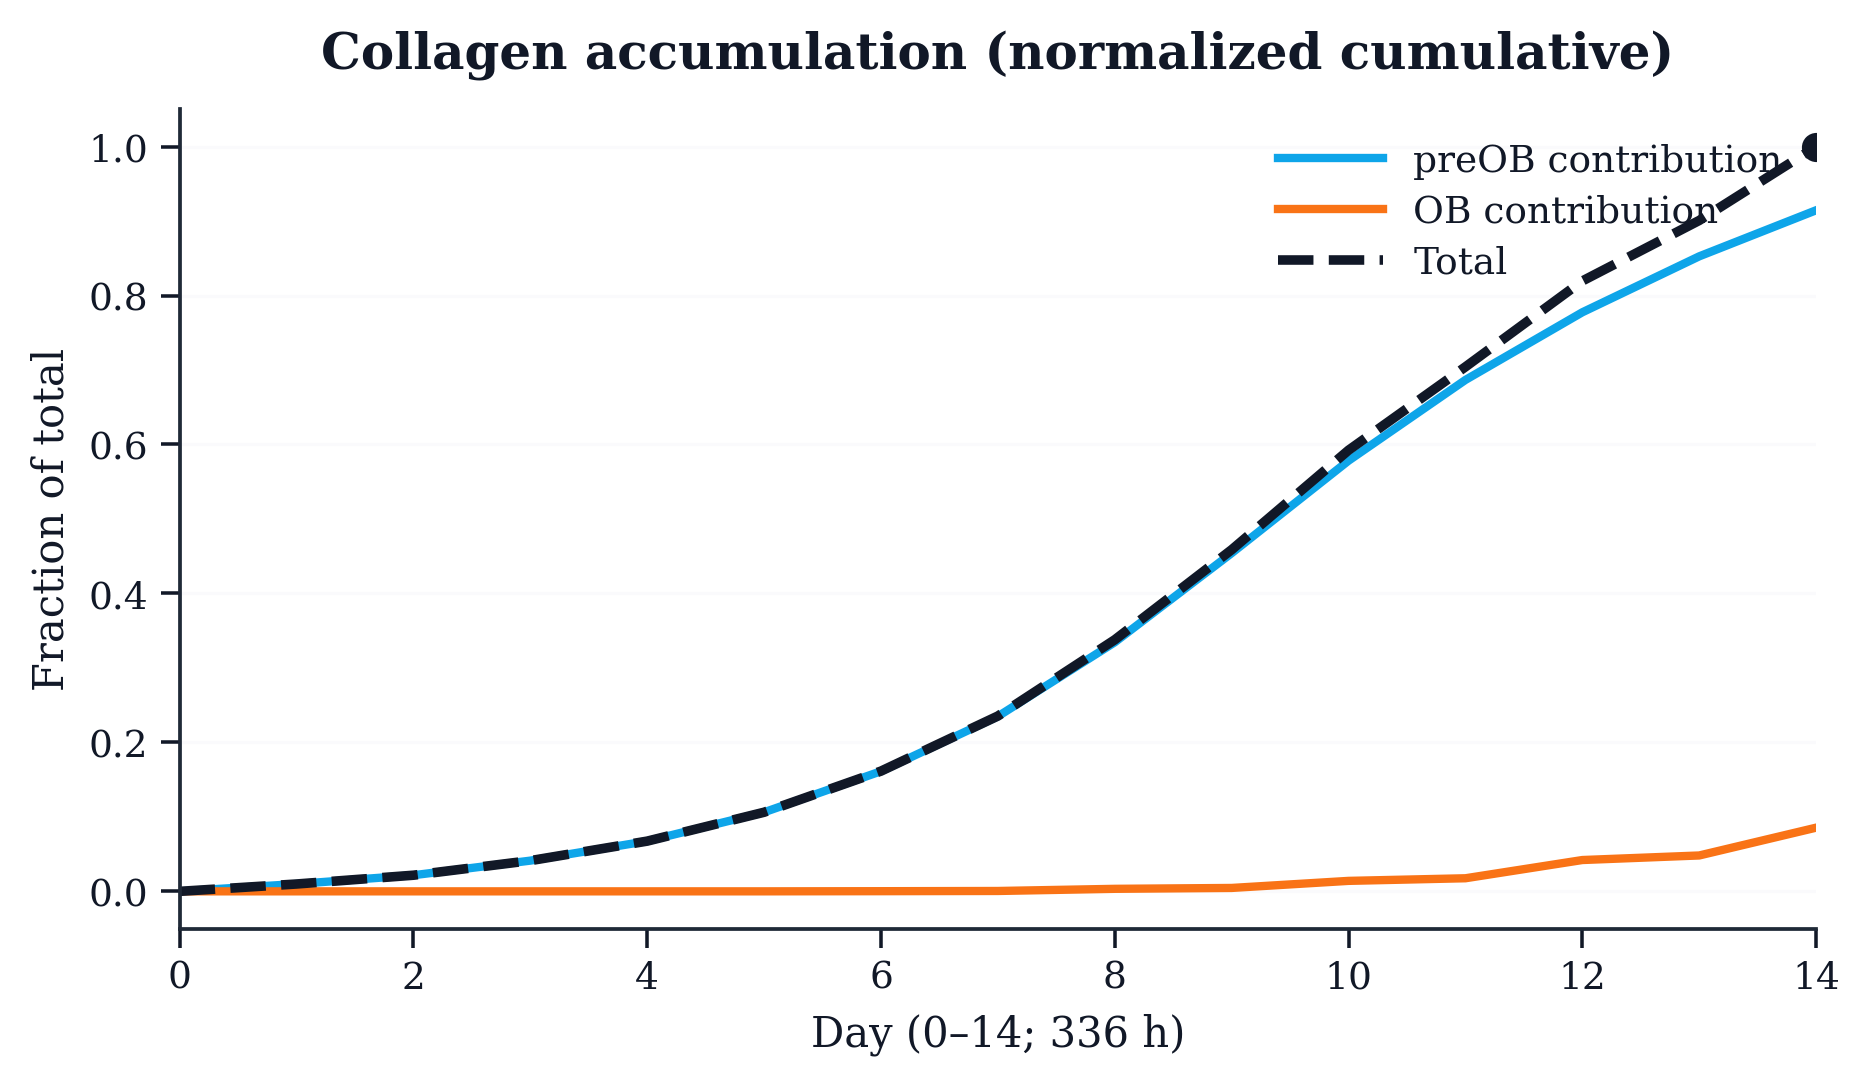 Collagen accumulation (normalized cumulative)
preOB contribution
OB contribution
Total
Fraction of total
1.0
0.8
0.6
0.4
0.2
0.0
0 2 4 6 8 10 12 14
Day (0–14; 336 h)